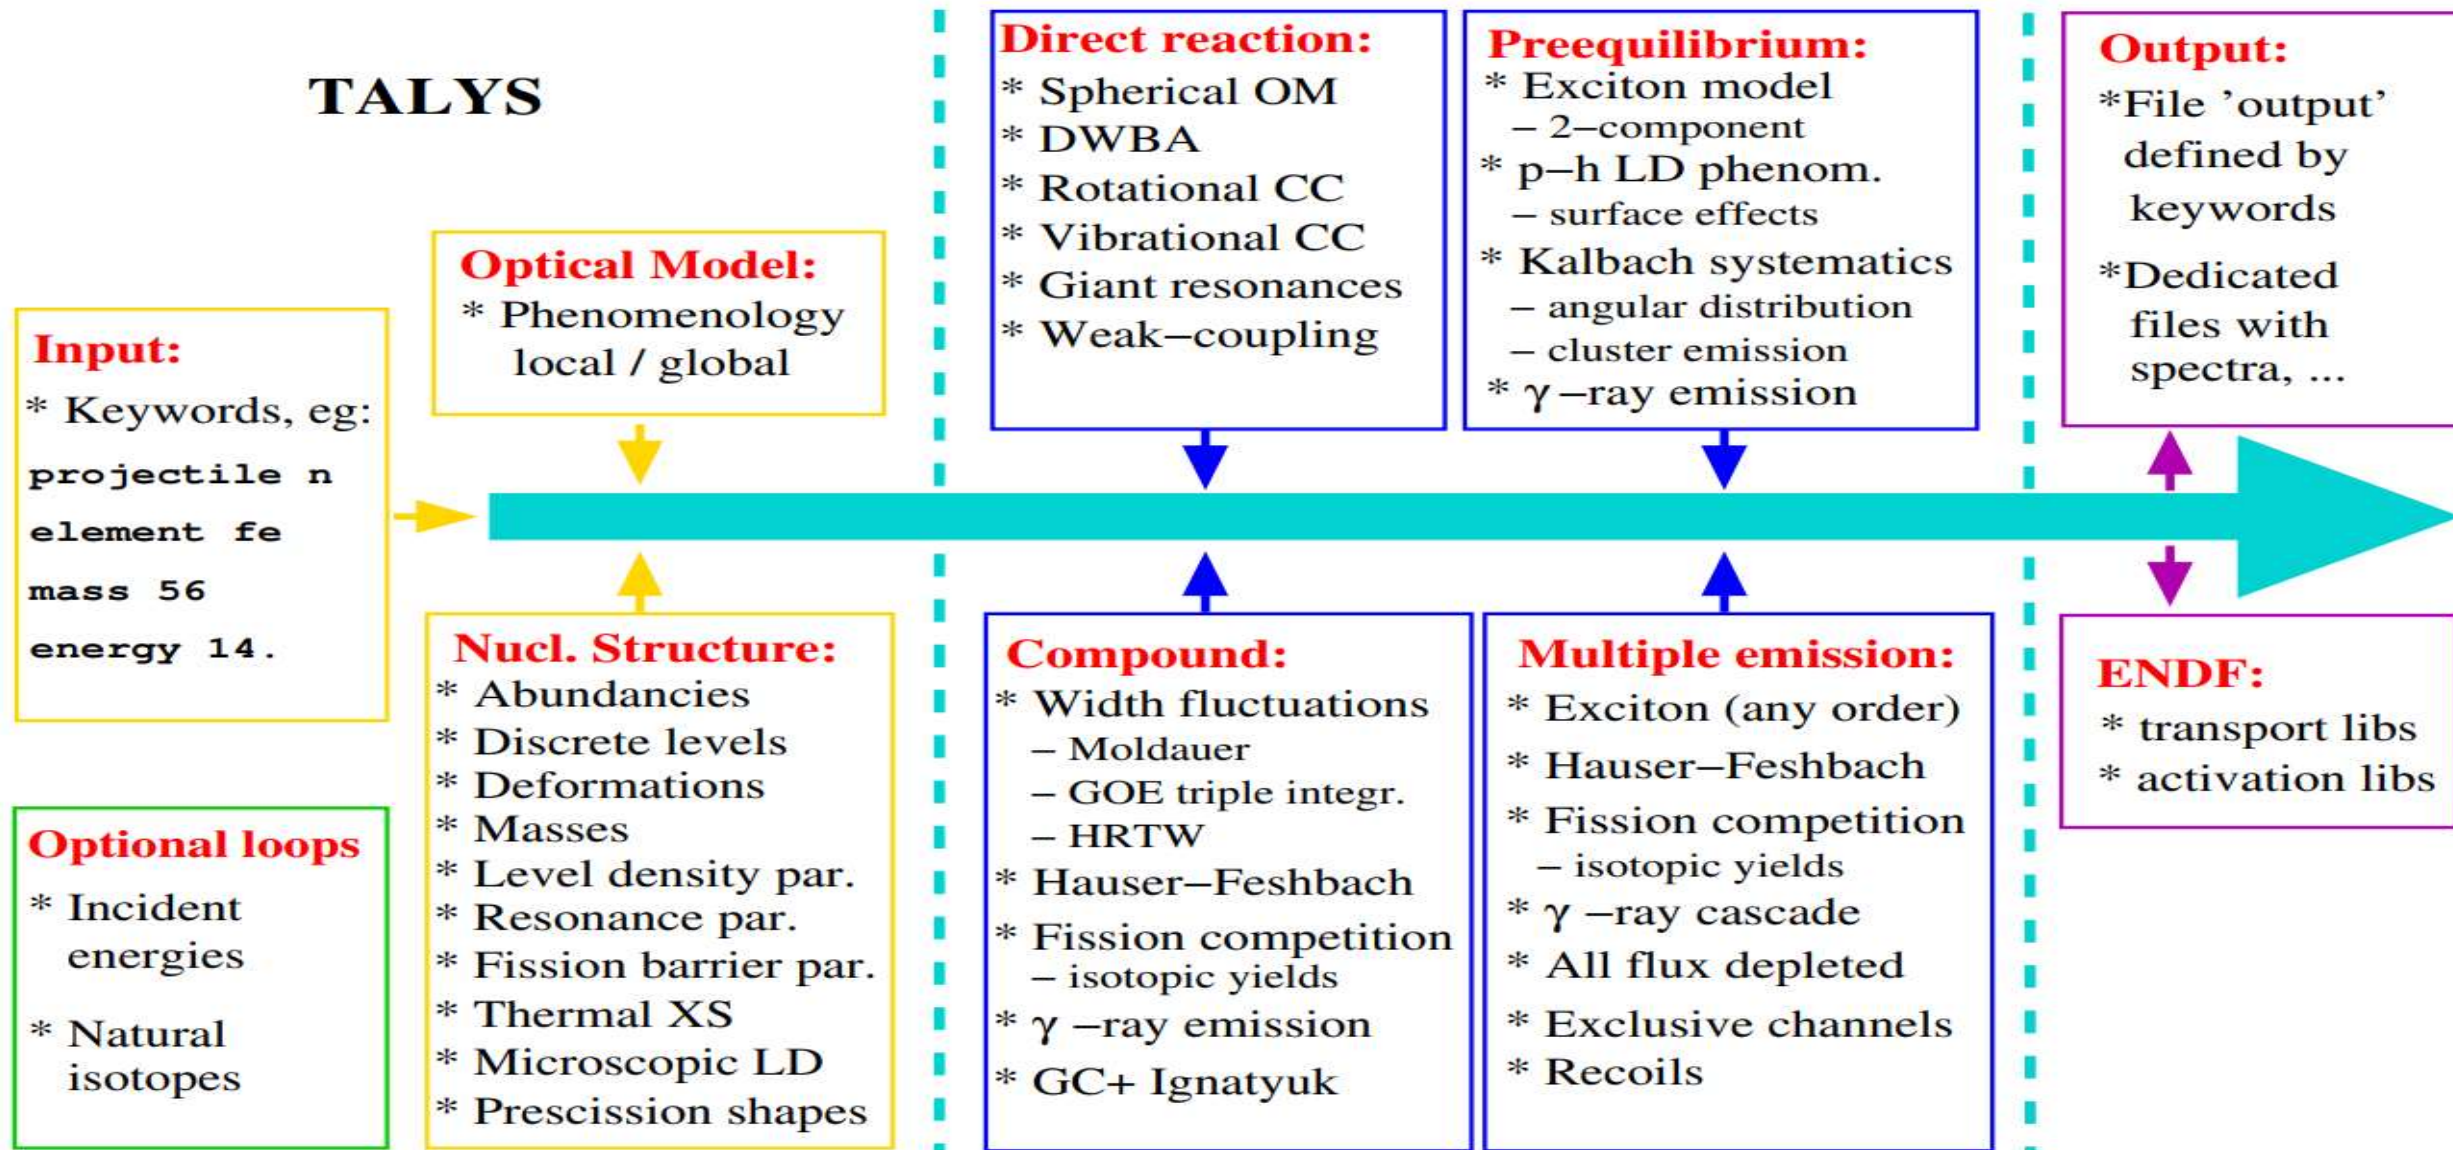 TALYS
Input:
* Keywords, eg:
projectile n
element fe
mass 56
energy 14.
Optional loops
* Incident
energies
* Natural
isotopes
Optical Model:
* Phenomenology
local / global
Nucl. Structure:
* Abundancies
* Discrete levels
* Deformations
* Masses
* Level density par.
* Resonance par.
* Fission barrier par.
* Thermal XS
* Microscopic LD
* Prescission shapes
Direct reaction:
* Spherical OM
* DWBA
* Rotational CC
* Vibrational CC
* Giant resonances
* Weak−coupling
Preequilibrium:
* Exciton model
− 2−component
* p−h LD phenom.
− surface effects
* Kalbach systematics
− angular distribution
− cluster emission
* γ −ray emission
Compound:
* Width fluctuations
− Moldauer
− GOE triple integr.
− HRTW
* Hauser−Feshbach
* Fission competition
− isotopic yields
* γ −ray emission
* GC+ Ignatyuk
Multiple emission:
* Exciton (any order)
* Hauser−Feshbach
* Fission competition
− isotopic yields
* γ −ray cascade
* All flux depleted
* Exclusive channels
* Recoils
Output:
*File ’output’
defined by
keywords
*Dedicated
files with
spectra, ...
ENDF:
* transport libs
* activation libs